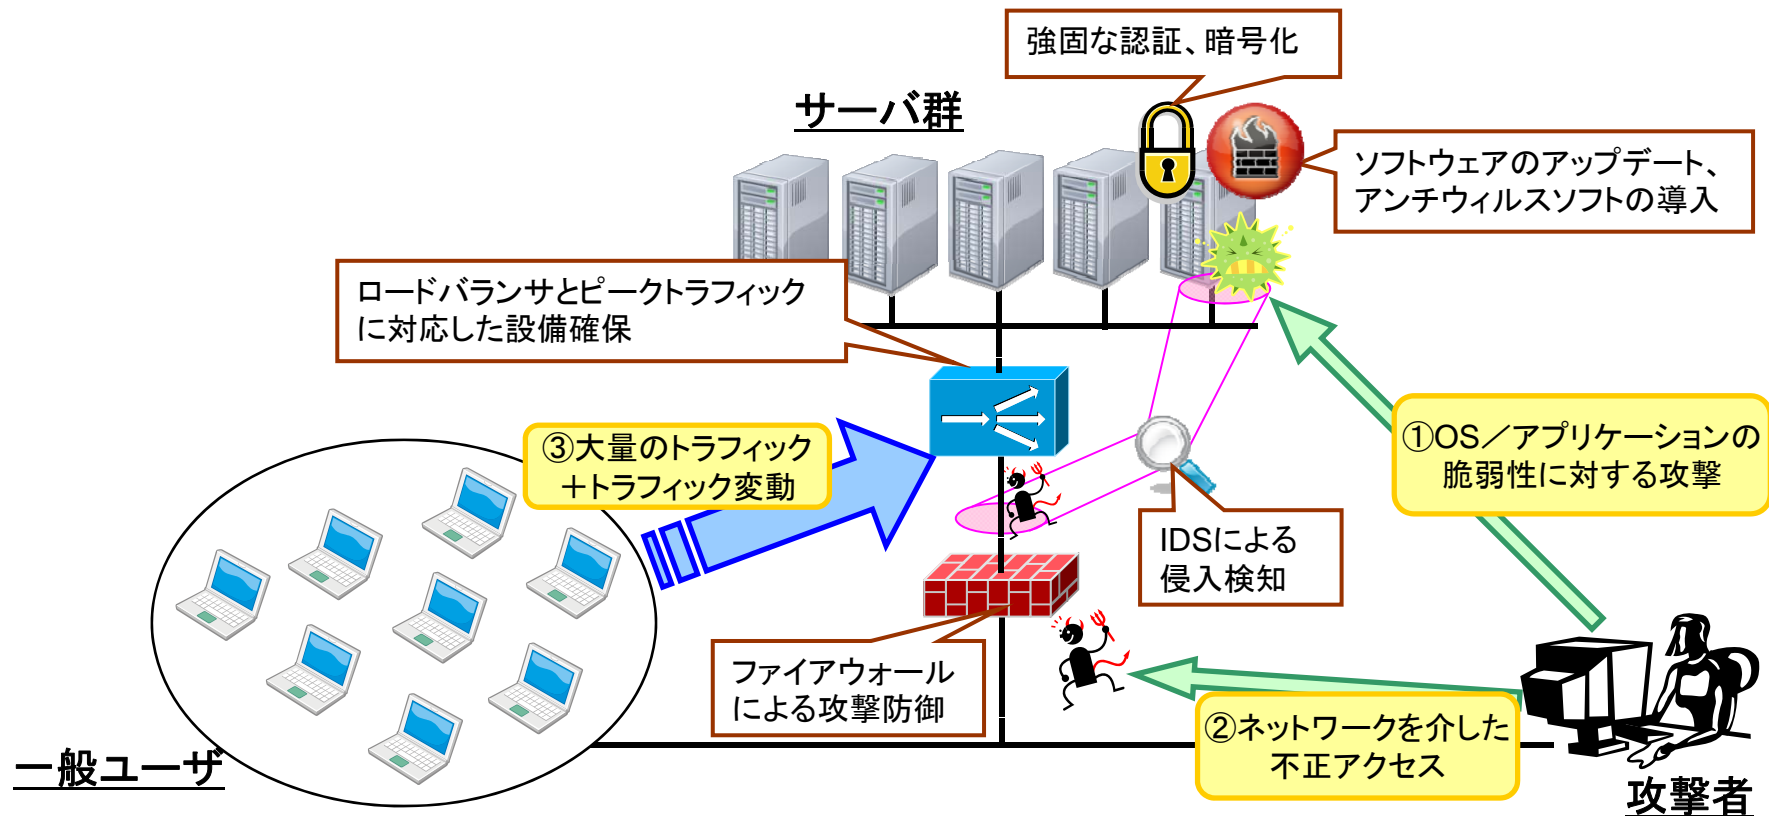 強固な認証、暗号化
サーバ群
ソフトウェアのアップデート、
アンチウィルスソフトの導入
ロードバランサとピークトラフィック
に対応した設備確保
③大量のトラフィック
＋トラフィック変動
①OS／アプリケーションの
脆弱性に対する攻撃
IDSによる
侵入検知
ファイアウォール
による攻撃防御
②ネットワークを介した
不正アクセス
一般ユーザ
攻撃者